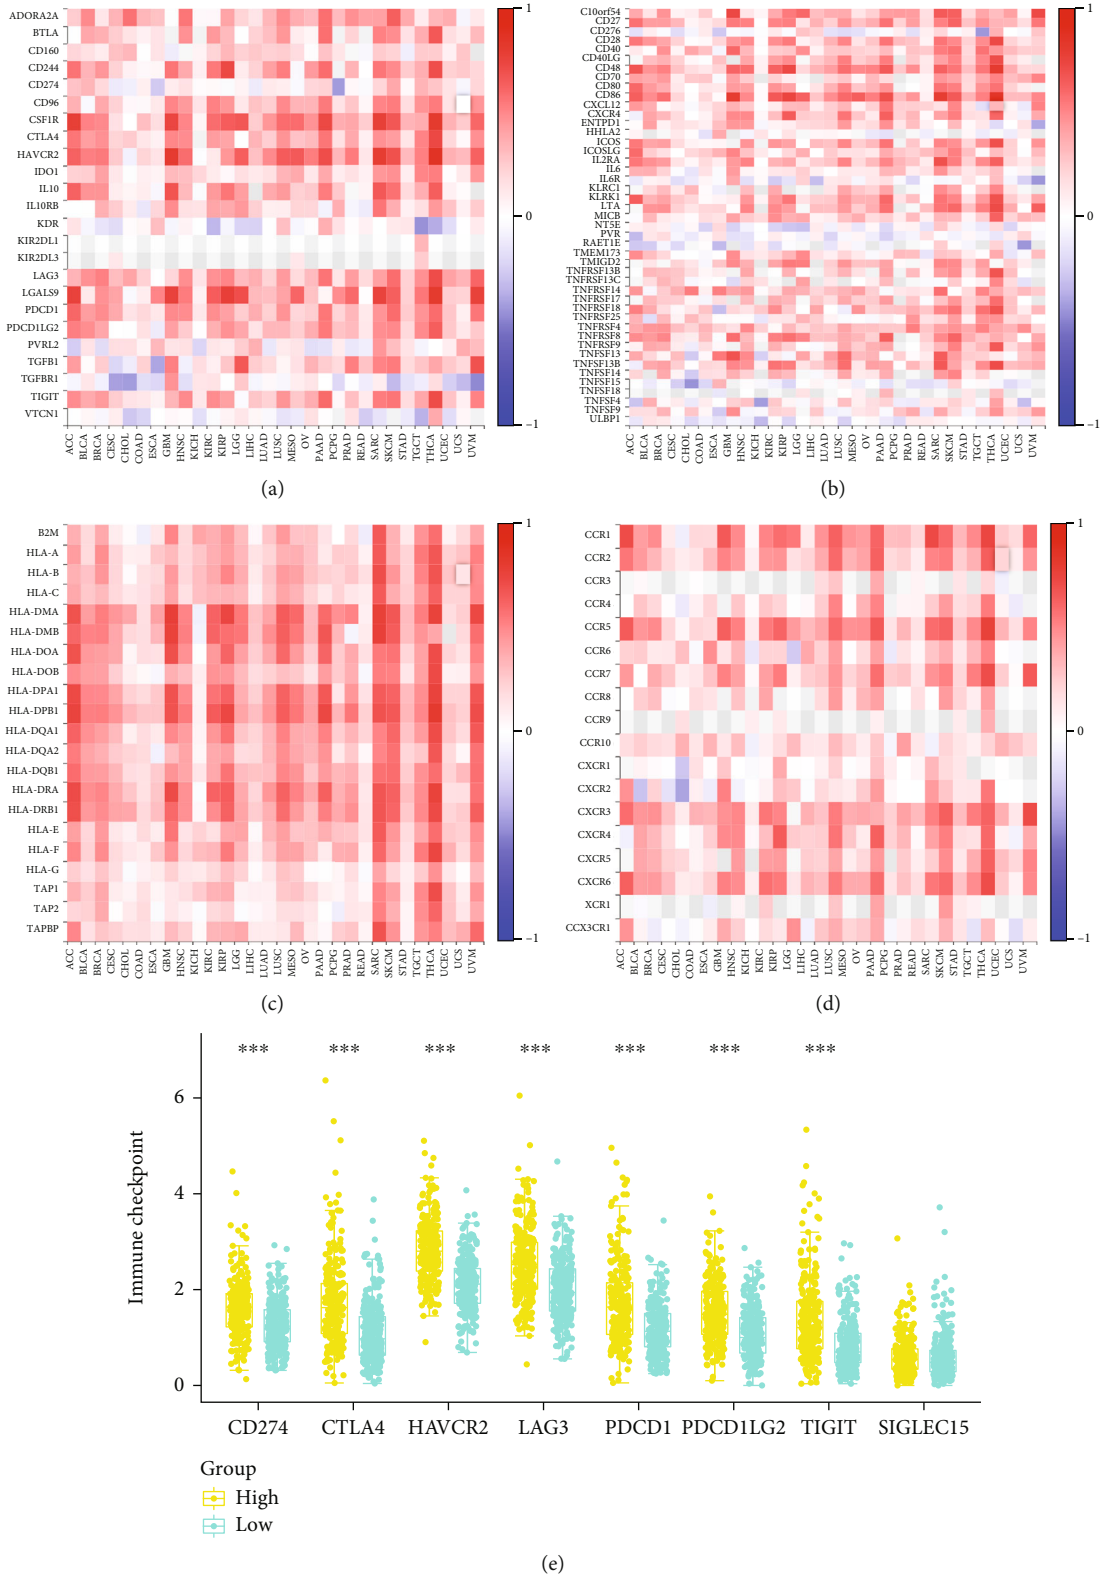 ADORA2A
BTLA
CD160
CD244
CD274
CD96
CSF1R
CTLA4
HAVCR2
IDO1
IL10
IL10RB
KDR
KIR2DL1
KIR2DL3
LAG3
LGALS9
PDCD1
PDCD1LG2
PVRL2
TGFB1
TGFBR1
TIGIT
VTCN1
ACC BLCA BRCA CESC CHOL COAD ESCA GBM HNSC KICH KIRC KIRP LGG LIHC LUAD LUSC MESO OV PAAD PCPG PRAD READ SARC SKCM STAD TGCT THCA UCEC UCS UVM
1
0
−1
(a)
C10orf54
CD27
CD276
CD28
CD40
CD40LG
CD48
CD70
CD80
CD86
CXCL12
CXCR4
ENTPD1
HHLA2
ICOS
ICOSLG
IL2RA
IL6
IL6R
KLRC1
KLRK1
LTA
MICB
NT5E
PVR
RAET1E
TMEM173
TMIGD2
TNFRSF13B
TNFRSF13C
TNFRSF14
TNFRSF17
TNFRSF18
TNFRSF25
TNFRSF4
TNFRSF8
TNFRSF9
TNFSF13
TNFSF13B
TNFSF14
TNFSF15
TNFSF18
TNFSF4
TNFSF9
ULBP1
ACC BLCA BRCA CESC CHOL COAD ESCA GBM HNSC KICH KIRC KIRP LGG LIHC LUAD LUSC MESO OV PAAD PCPG PRAD READ SARC SKCM STAD TGCT THCA UCEC UCS UVM
1
0
−1
(b)
B2M
HLA-A
HLA-B
HLA-C
HLA-DMA
HLA-DMB
HLA-DOA
HLA-DOB
HLA-DPA1
HLA-DPB1
HLA-DQA1
HLA-DQA2
HLA-DQB1
HLA-DRA
HLA-DRB1
HLA-E
HLA-F
HLA-G
TAP1
TAP2
TAPBP
ACC BLCA BRCA CESC CHOL COAD ESCA GBM HNSC KICH KIRC KIRP LGG LIHC LUAD LUSC MESO OV PAAD PCPG PRAD READ SARC SKCM STAD TGCT THCA UCEC UCS UVM
1
0
−1
(c)
CCR1
CCR2
CCR3
CCR4
CCR5
CCR6
CCR7
CCR8
CCR9
CCR10
CXCR1
CXCR2
CXCR3
CXCR4
CXCR5
CXCR6
XCR1
CCX3CR1
ACC BLCA BRCA CESC CHOL COAD ESCA GBM HNSC KICH KIRC KIRP LGG LIHC LUAD LUSC MESO OV PAAD PCPG PRAD READ SARC SKCM STAD TGCT THCA UCEC UCS UVM
1
0
−1
(d)
*** *** *** *** *** *** ***
Immune checkpoint
6
4
2
0
CD274 CTLA4 HAVCR2 LAG3 PDCD1 PDCD1LG2 TIGIT SIGLEC15
Group
High
Low
(e)